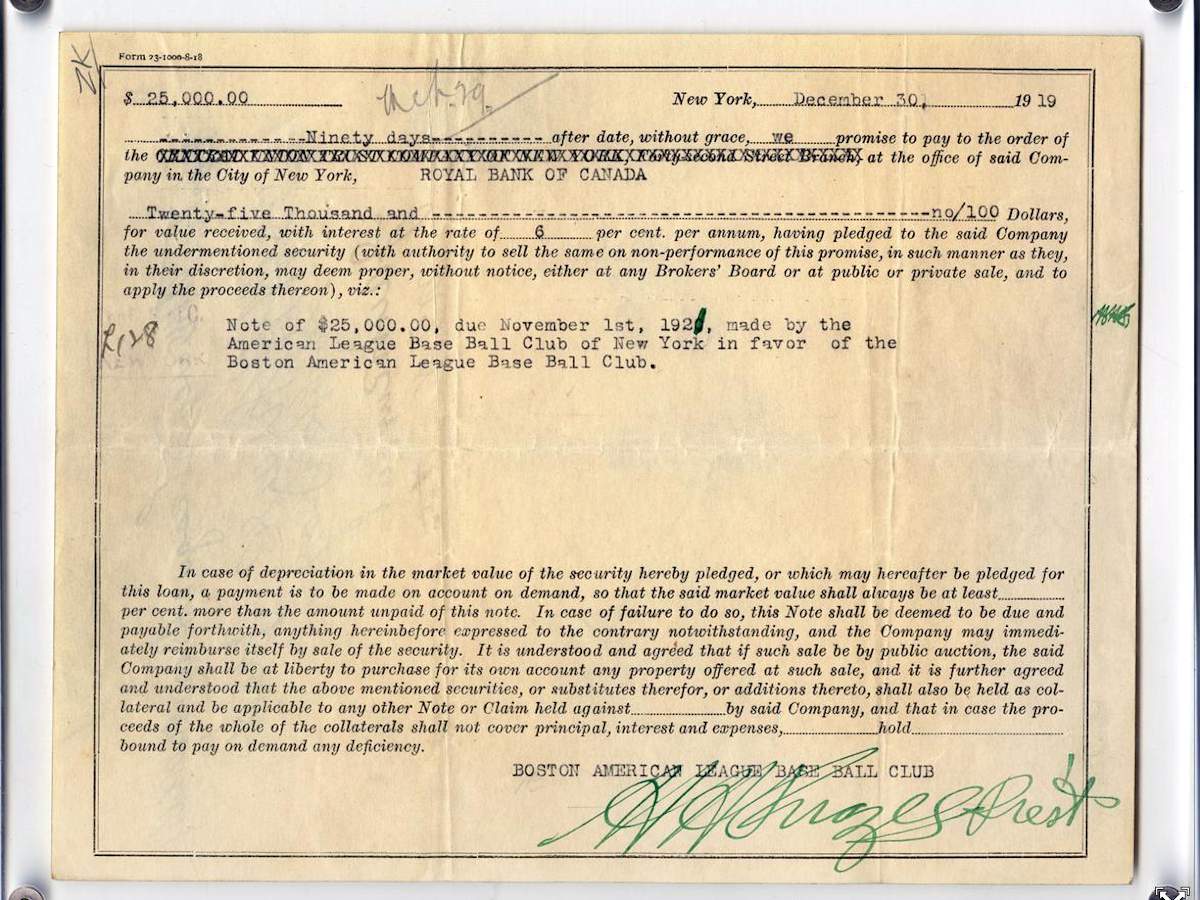 Form 23-1000-8-18
ZK
$ 25,000.00 New York, December 30, 1919
Ninety days after date, without grace, we promise to pay to the order of
the at the office of said Com-
pany in the City of New York, ROYAL BANK OF CANADA
Twenty-five Thousand and no/100 Dollars,
for value received, with interest at the rate of 6 per cent. per annum, having pledged to the said Company
the undermentioned security (with authority to sell the same on non-performance of this promise, in such manner as they,
in their discretion, may deem proper, without notice, either at any Brokers' Board or at public or private sale, and to
apply the proceeds thereon), viz.:
Note of $25,000.00, due November 1st, 1921, made by the
American League Base Ball Club of New York in favor of the
Boston American League Base Ball Club.
In case of depreciation in the market value of the security hereby pledged, or which may hereafter be pledged for
this loan, a payment is to be made on account on demand, so that the said market value shall always be at least
per cent. more than the amount unpaid of this note. In case of failure to do so, this Note shall be deemed to be due and
payable forthwith, anything hereinbefore expressed to the contrary notwithstanding, and the Company may immedi-
ately reimburse itself by sale of the security. It is understood and agreed that if such sale be by public auction, the said
Company shall be at liberty to purchase for its own account any property offered at such sale, and it is further agreed
and understood that the above mentioned securities, or substitutes therefor, or additions thereto, shall also be held as col-
lateral and be applicable to any other Note or Claim held against by said Company, and that in case the pro-
ceeds of the whole of the collaterals shall not cover principal, interest and expenses, hold
bound to pay on demand any deficiency.
BOSTON AMERICAN LEAGUE BASE BALL CLUB
H H Frazee Prest